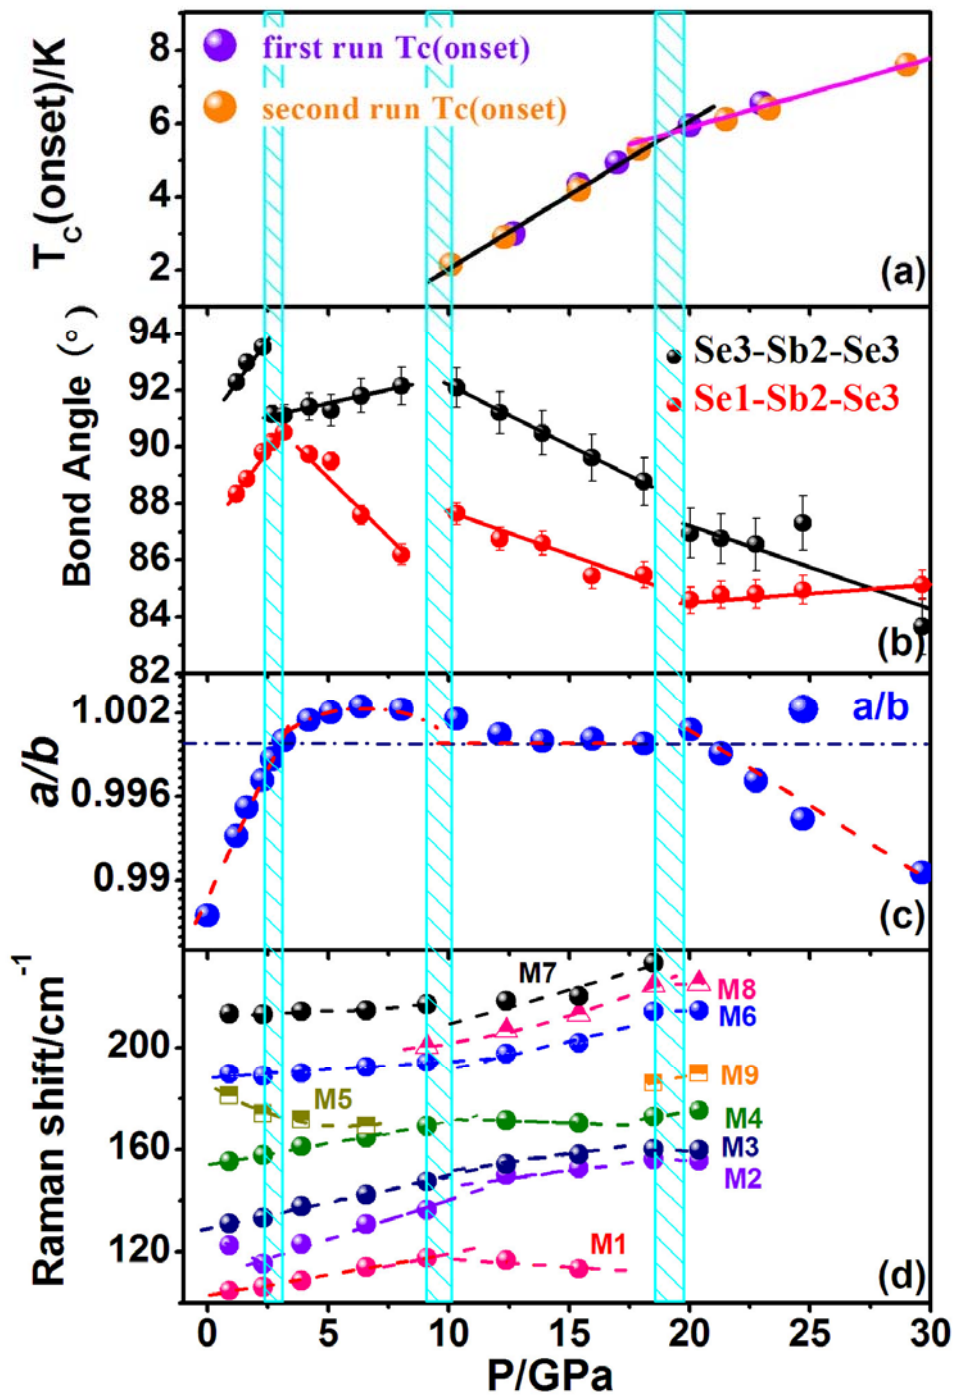 first run Tc(onset)
second run Tc(onset)
Tc(onset)/K
8
6
4
2
(a)
Bond Angle (°)
94
92
90
88
86
84
82
Se3-Sb2-Se3
Se1-Sb2-Se3
(b)
a/b
1.002
0.996
0.99
a/b
(c)
Raman shift/cm⁻¹
200
160
120
M7
M8
M6
M9
M5
M4
M3
M2
M1
(d)
0 5 10 15 20 25 30
P/GPa